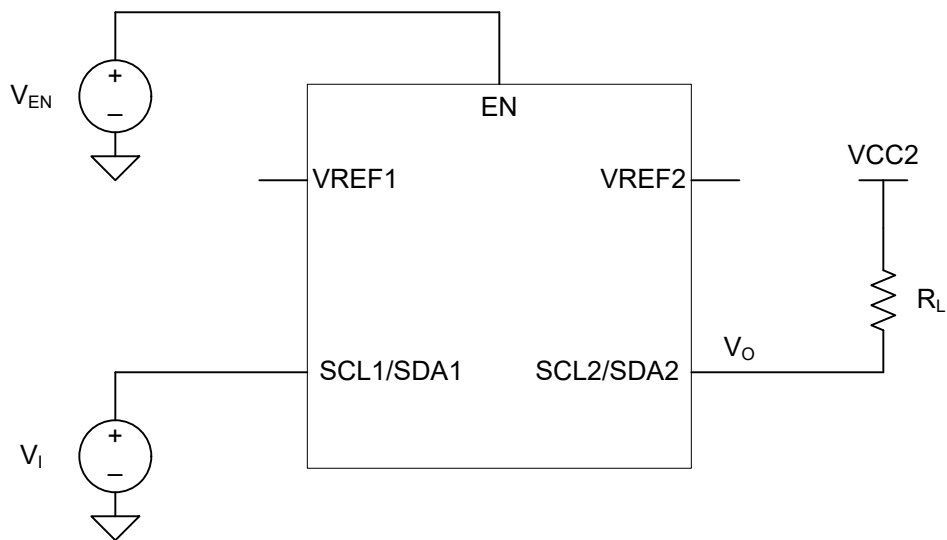 EN
V_EN
+
−
VREF1
VREF2
VCC2
R_L
V_O
SCL1/SDA1
SCL2/SDA2
V_I
+
−